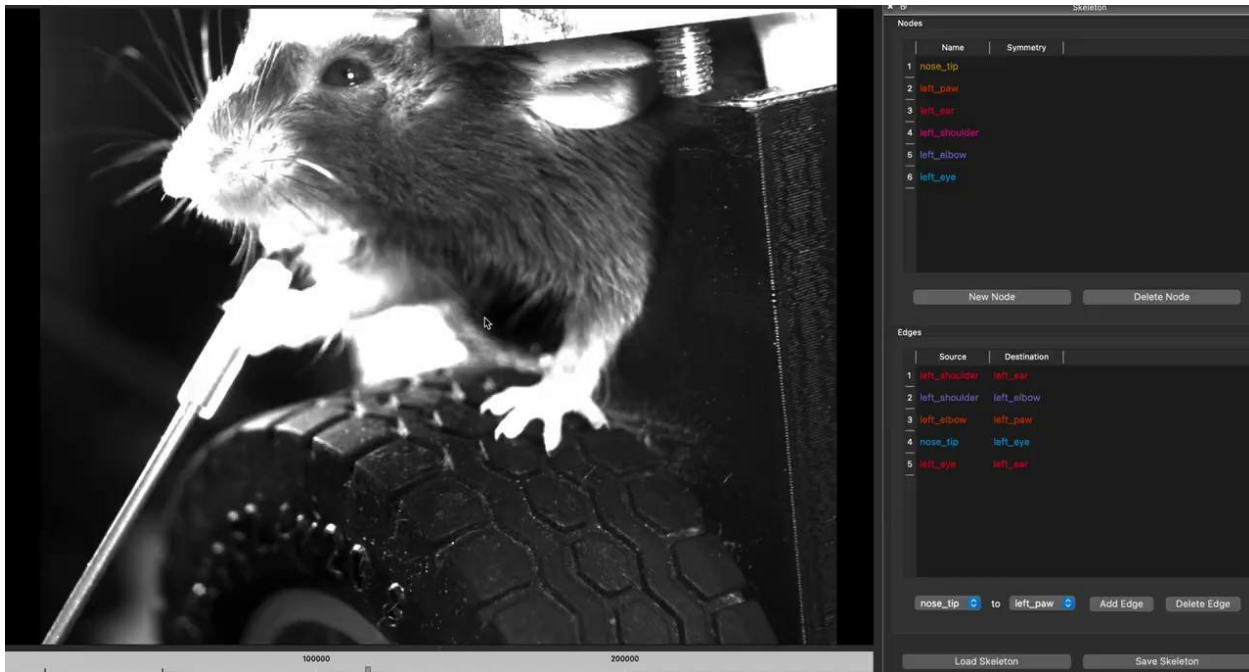 Skeleton
Nodes
Name Symmetry
1 nose_tip
2 left_paw
3 left_ear
4 left_shoulder
5 left_elbow
6 left_eye
New Node Delete Node
Edges
Source Destination
1 left_shoulder left_ear
2 left_shoulder left_elbow
3 left_elbow left_paw
4 nose_tip left_eye
5 left_eye left_ear
nose_tip to left_paw Add Edge Delete Edge
100000 200000
Load Skeleton Save Skeleton